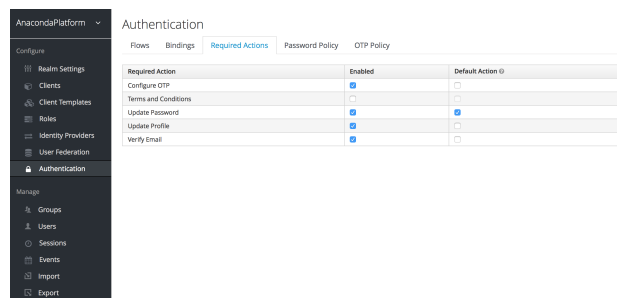 AnacondaPlatform
Configure
Realm Settings
Clients
Client Templates
Roles
Identity Providers
User Federation
Authentication
Manage
Groups
Users
Sessions
Events
Import
Export
Authentication
Flows Bindings Required Actions Password Policy OTP Policy
Required Action Enabled Default Action
Configure OTP
Terms and Conditions
Update Password
Update Profile
Verify Email